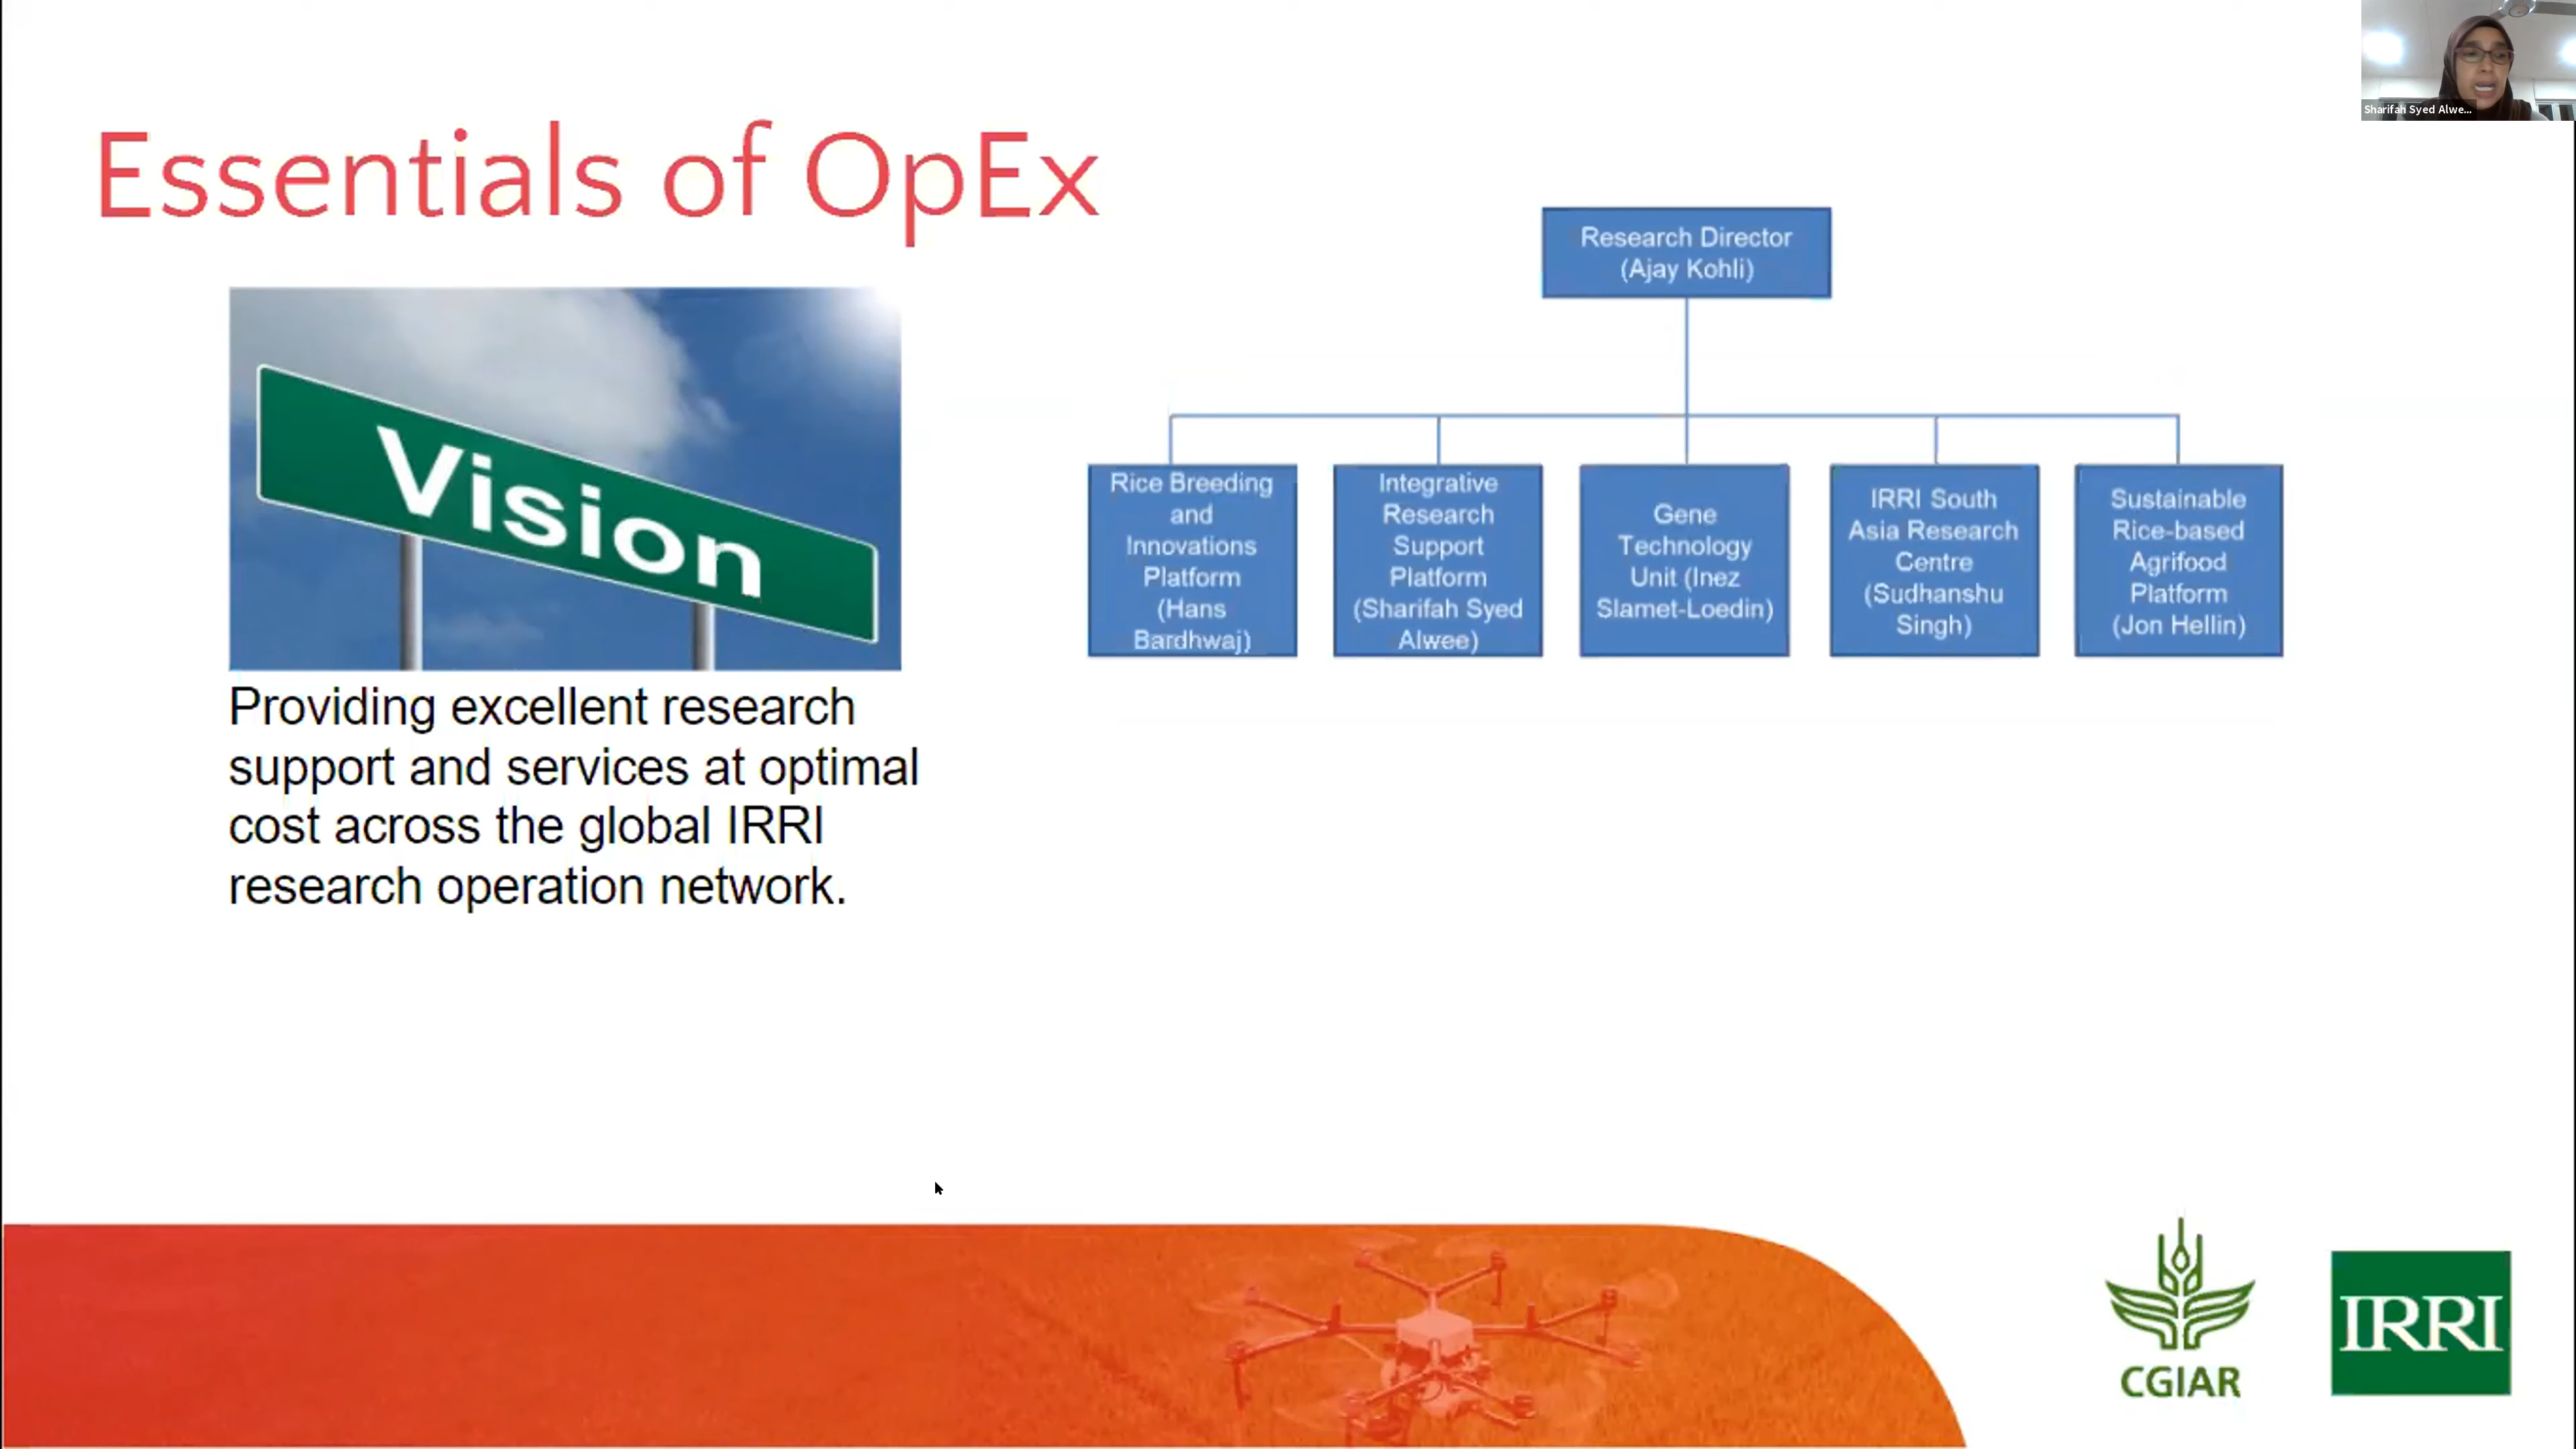 Sharifah Syed Alwe...
Essentials of OpEx
Vision
Providing excellent research
support and services at optimal
cost across the global IRRI
research operation network.
Research Director
(Ajay Kohli)
Rice Breeding
and
Innovations
Platform
(Hans
Bardhwaj)
Integrative
Research
Support
Platform
(Sharifah Syed
Alwee)
Gene
Technology
Unit (Inez
Slamet-Loedin)
IRRI South
Asia Research
Centre
(Sudhanshu
Singh)
Sustainable
Rice-based
Agrifood
Platform
(Jon Hellin)
CGIAR
IRRI